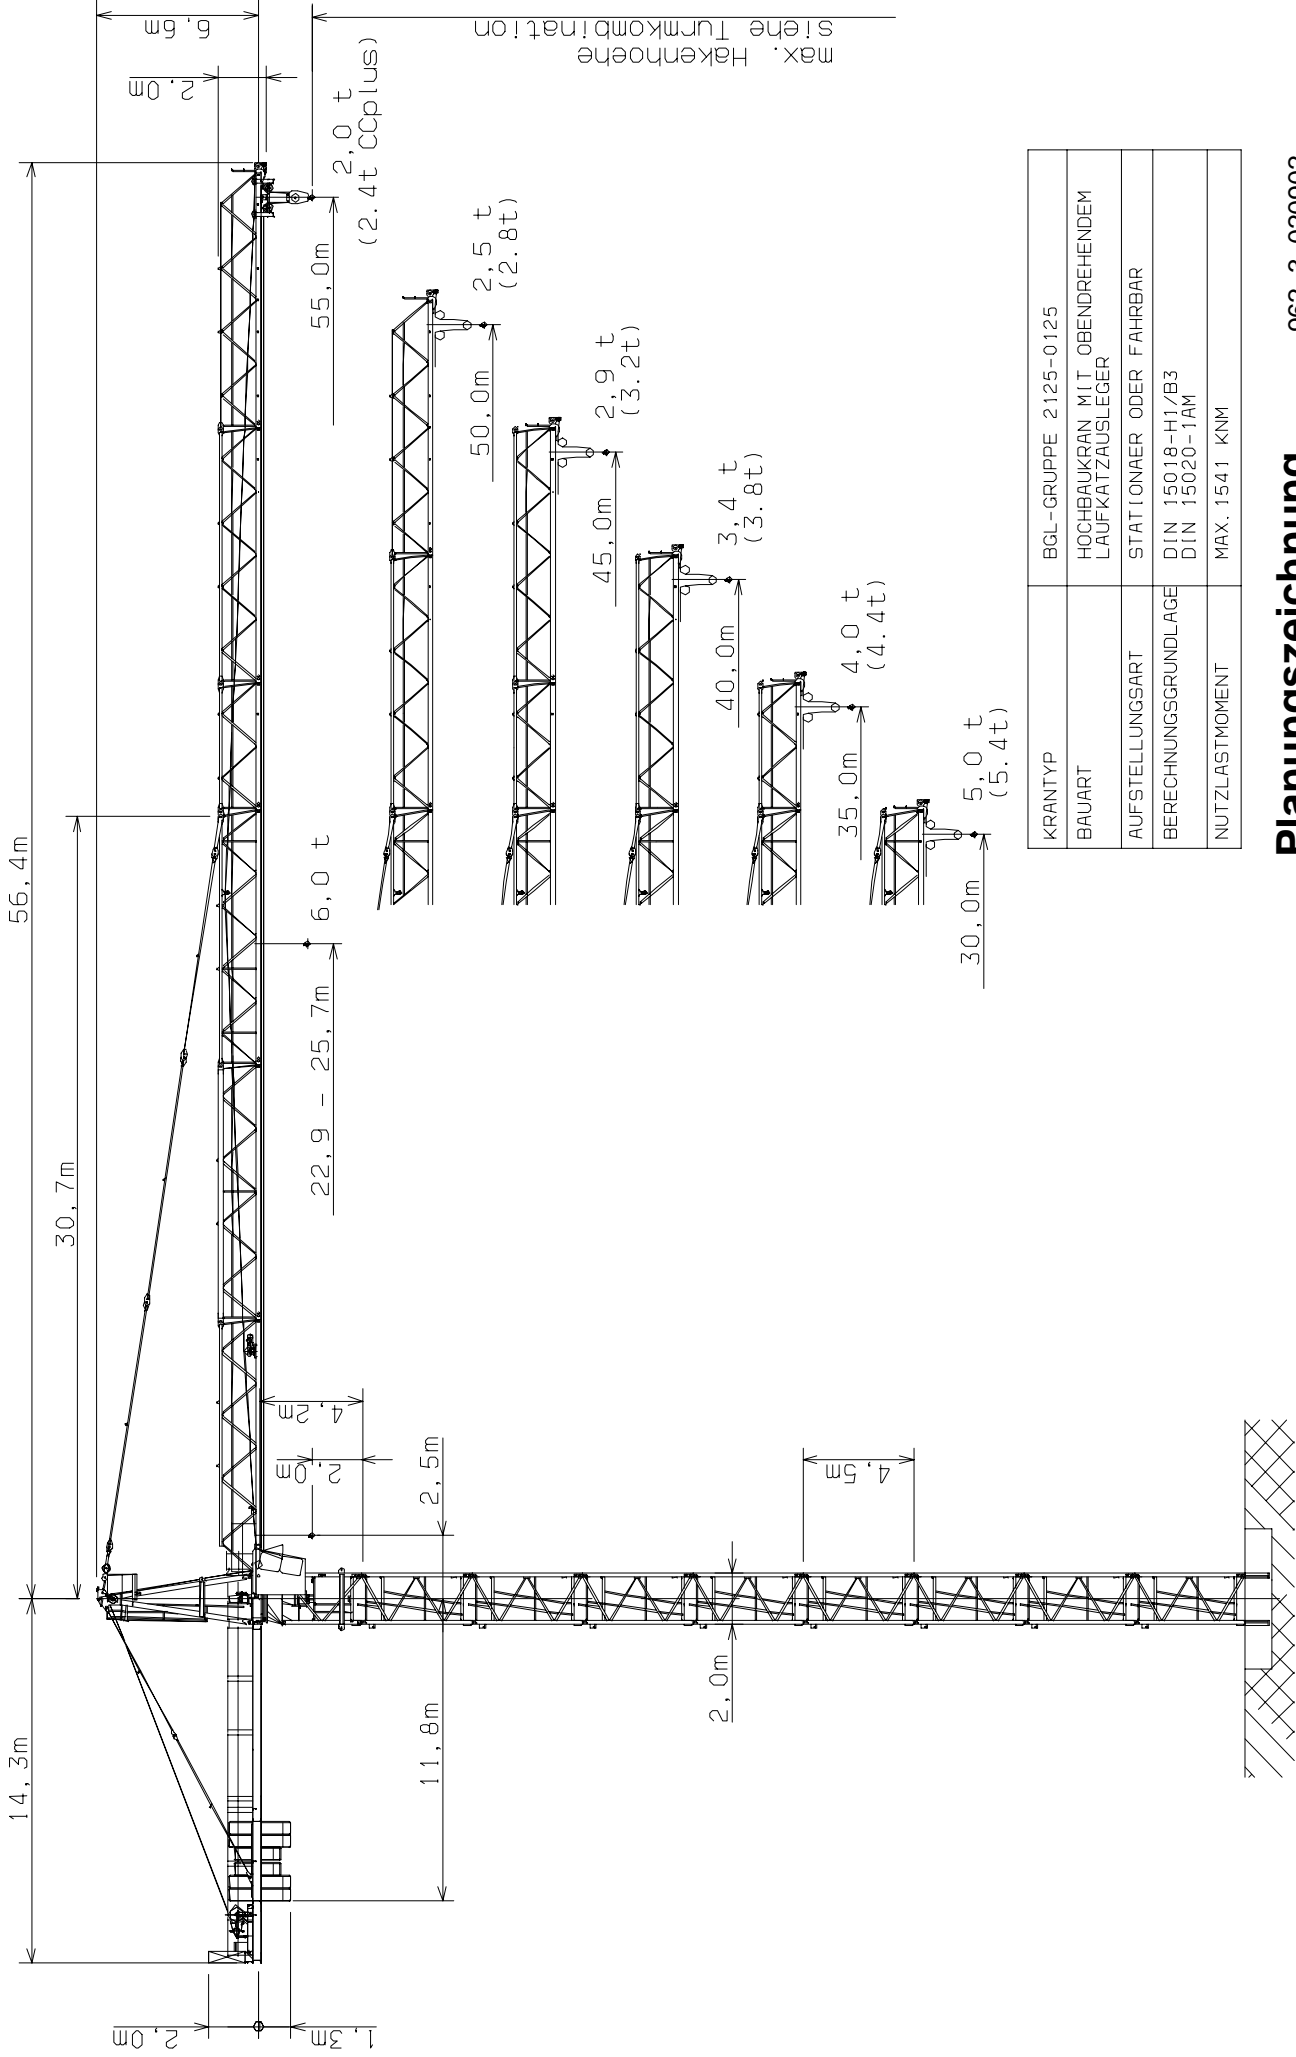 56,4m
14,3m
30,7m
6,6m
2,0m
max. Hakenhoehe
siehe Turmkombination
2,0 t
(2.4t CCplus)
55,0m
2,5 t
(2.8t)
50,0m
2,9 t
(3.2t)
45,0m
3,4 t
(3.8t)
40,0m
4,0 t
(4.4t)
35,0m
5,0 t
(5.4t)
30,0m
6,0 t
22,9 - 25,7m
4,2m
2,0m
2,5m
11,8m
4,5m
2,0m
2,0m
1,3m
KRANTYP BGL-GRUPPE 2125-0125
BAUART HOCHBAUKRAN MIT OBENDREHENDEM
LAUFKATZAUSLEGER
AUFSTELLUNGSART STATIONAER ODER FAHRBAR
BERECHNUNGSGRUNDLAGE DIN 15018-H1/B3
DIN 15020-1AM
NUTZLASTMOMENT MAX.1541 KNM
Planungszeichnung